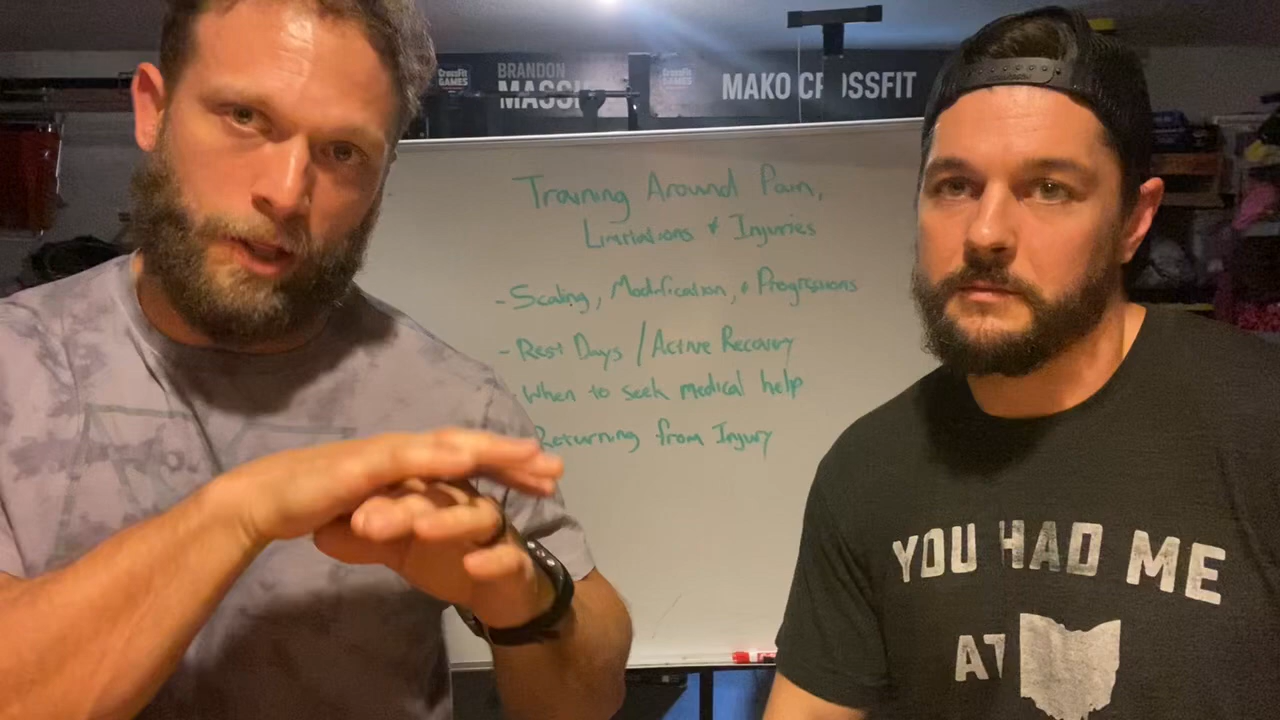 CrossFit GAMES
BRANDON
MASSI
CrossFit GAMES
MAKO CROSSFIT
Training Around Pain,
Limitations & Injuries
- Scaling, Modification, & Progressions
- Rest Days / Active Recovery
- When to seek medical help
Returning from Injury
YOU HAD ME
AT